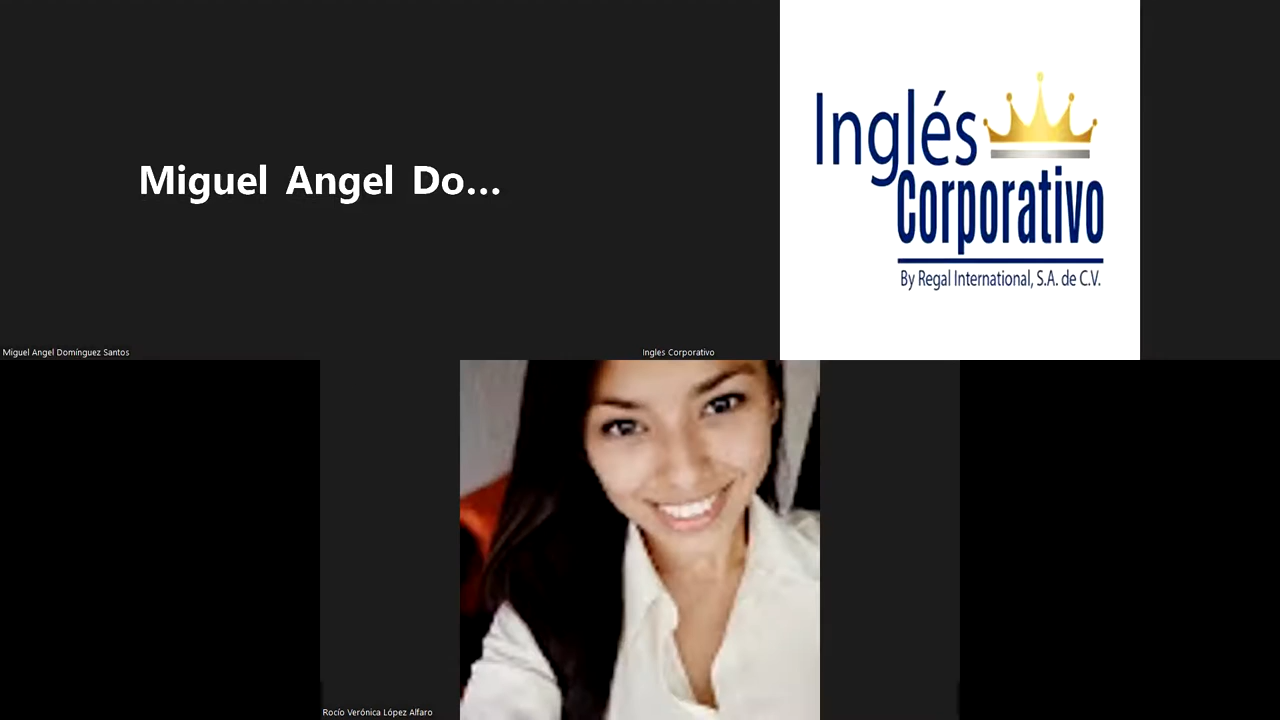 Miguel Angel Do...
Inglés
Corporativo
By Regal International, S.A. de C.V.
Miguel Angel Domínguez Santos
Ingles Corporativo
Rocío Verónica López Alfaro